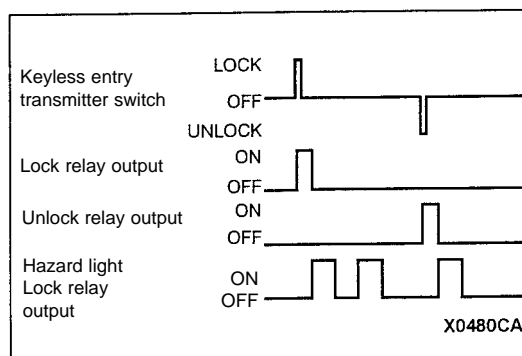 LOCK
Keyless entry
transmitter switch
OFF
UNLOCK
Lock relay output
ON
OFF
Unlock relay output
ON
OFF
Hazard light
Lock relay
output
ON
OFF
X0480CA